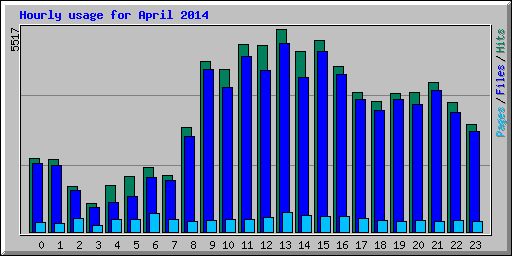 Hourly usage for April 2014
5517
Pages/Files/Hits
0 1 2 3 4 5 6 7 8 9 10 11 12 13 14 15 16 17 18 19 20 21 22 23